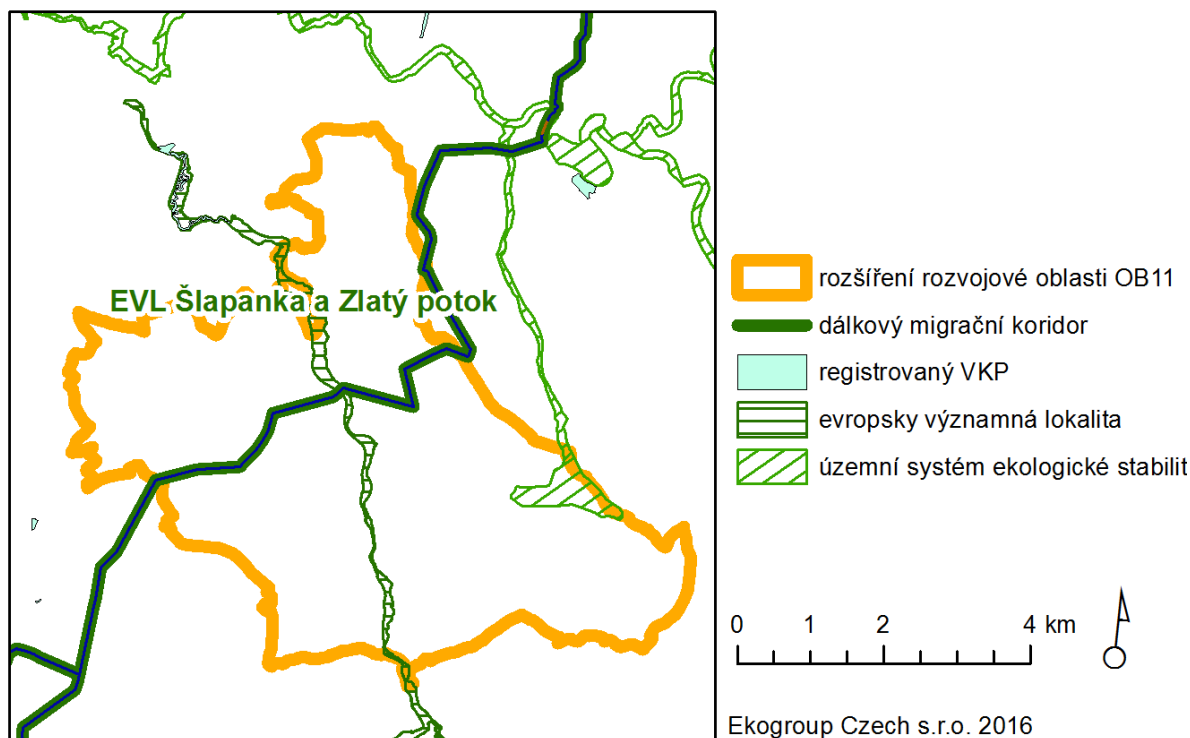 EVL Šlapanka a Zlatý potok
rozšíření rozvojové oblasti OB11
dálkový migrační koridor
registrovaný VKP
evropsky významná lokalita
územní systém ekologické stabilit
0 1 2 4 km
Ekogroup Czech s.r.o. 2016